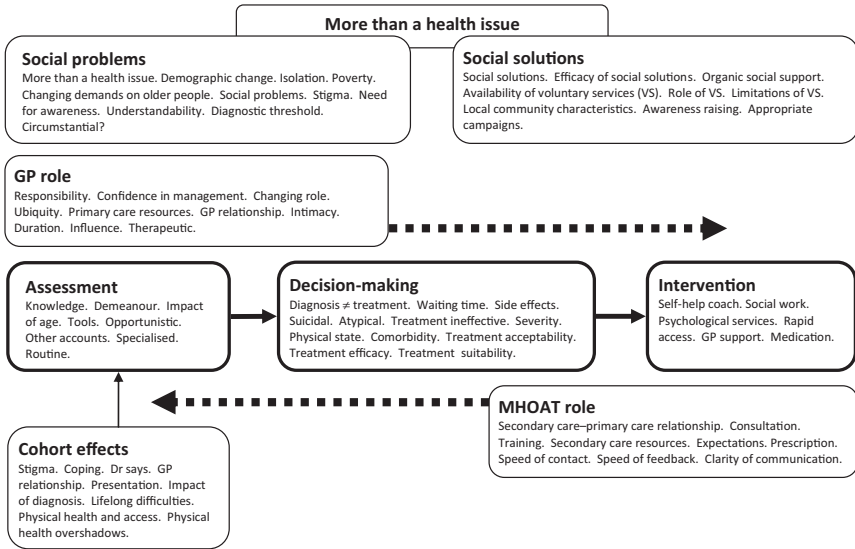 More than a health issue
Social problems
More than a health issue. Demographic change. Isolation. Poverty.
Changing demands on older people. Social problems. Stigma. Need
for awareness. Understandability. Diagnostic threshold.
Circumstantial?
Social solutions
Social solutions. Efficacy of social solutions. Organic social support.
Availability of voluntary services (VS). Role of VS. Limitations of VS.
Local community characteristics. Awareness raising. Appropriate
campaigns.
GP role
Responsibility. Confidence in management. Changing role.
Ubiquity. Primary care resources. GP relationship. Intimacy.
Duration. Influence. Therapeutic.
Assessment
Knowledge. Demeanour. Impact
of age. Tools. Opportunistic.
Other accounts. Specialised.
Routine.
Decision-making
Diagnosis ≠ treatment. Waiting time. Side effects.
Suicidal. Atypical. Treatment ineffective. Severity.
Physical state. Comorbidity. Treatment acceptability.
Treatment efficacy. Treatment suitability.
Intervention
Self-help coach. Social work.
Psychological services. Rapid
access. GP support. Medication.
MHOAT role
Secondary care–primary care relationship. Consultation.
Training. Secondary care resources. Expectations. Prescription.
Speed of contact. Speed of feedback. Clarity of communication.
Cohort effects
Stigma. Coping. Dr says. GP
relationship. Presentation. Impact
of diagnosis. Lifelong difficulties.
Physical health and access. Physical
health overshadows.